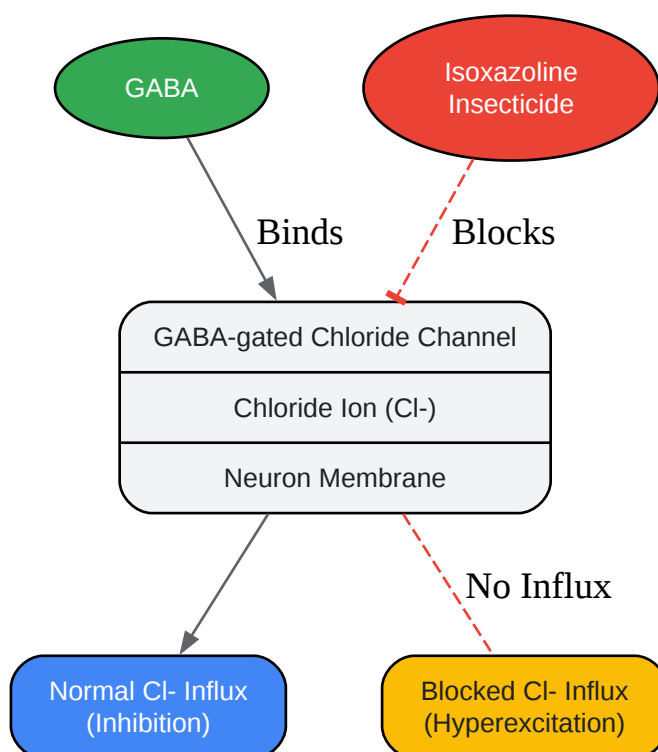 GABA
Isoxazoline
Insecticide
Binds
Blocks
GABA-gated Chloride Channel
Chloride Ion (Cl-)
Neuron Membrane
No Influx
Normal Cl- Influx
(Inhibition)
Blocked Cl- Influx
(Hyperexcitation)